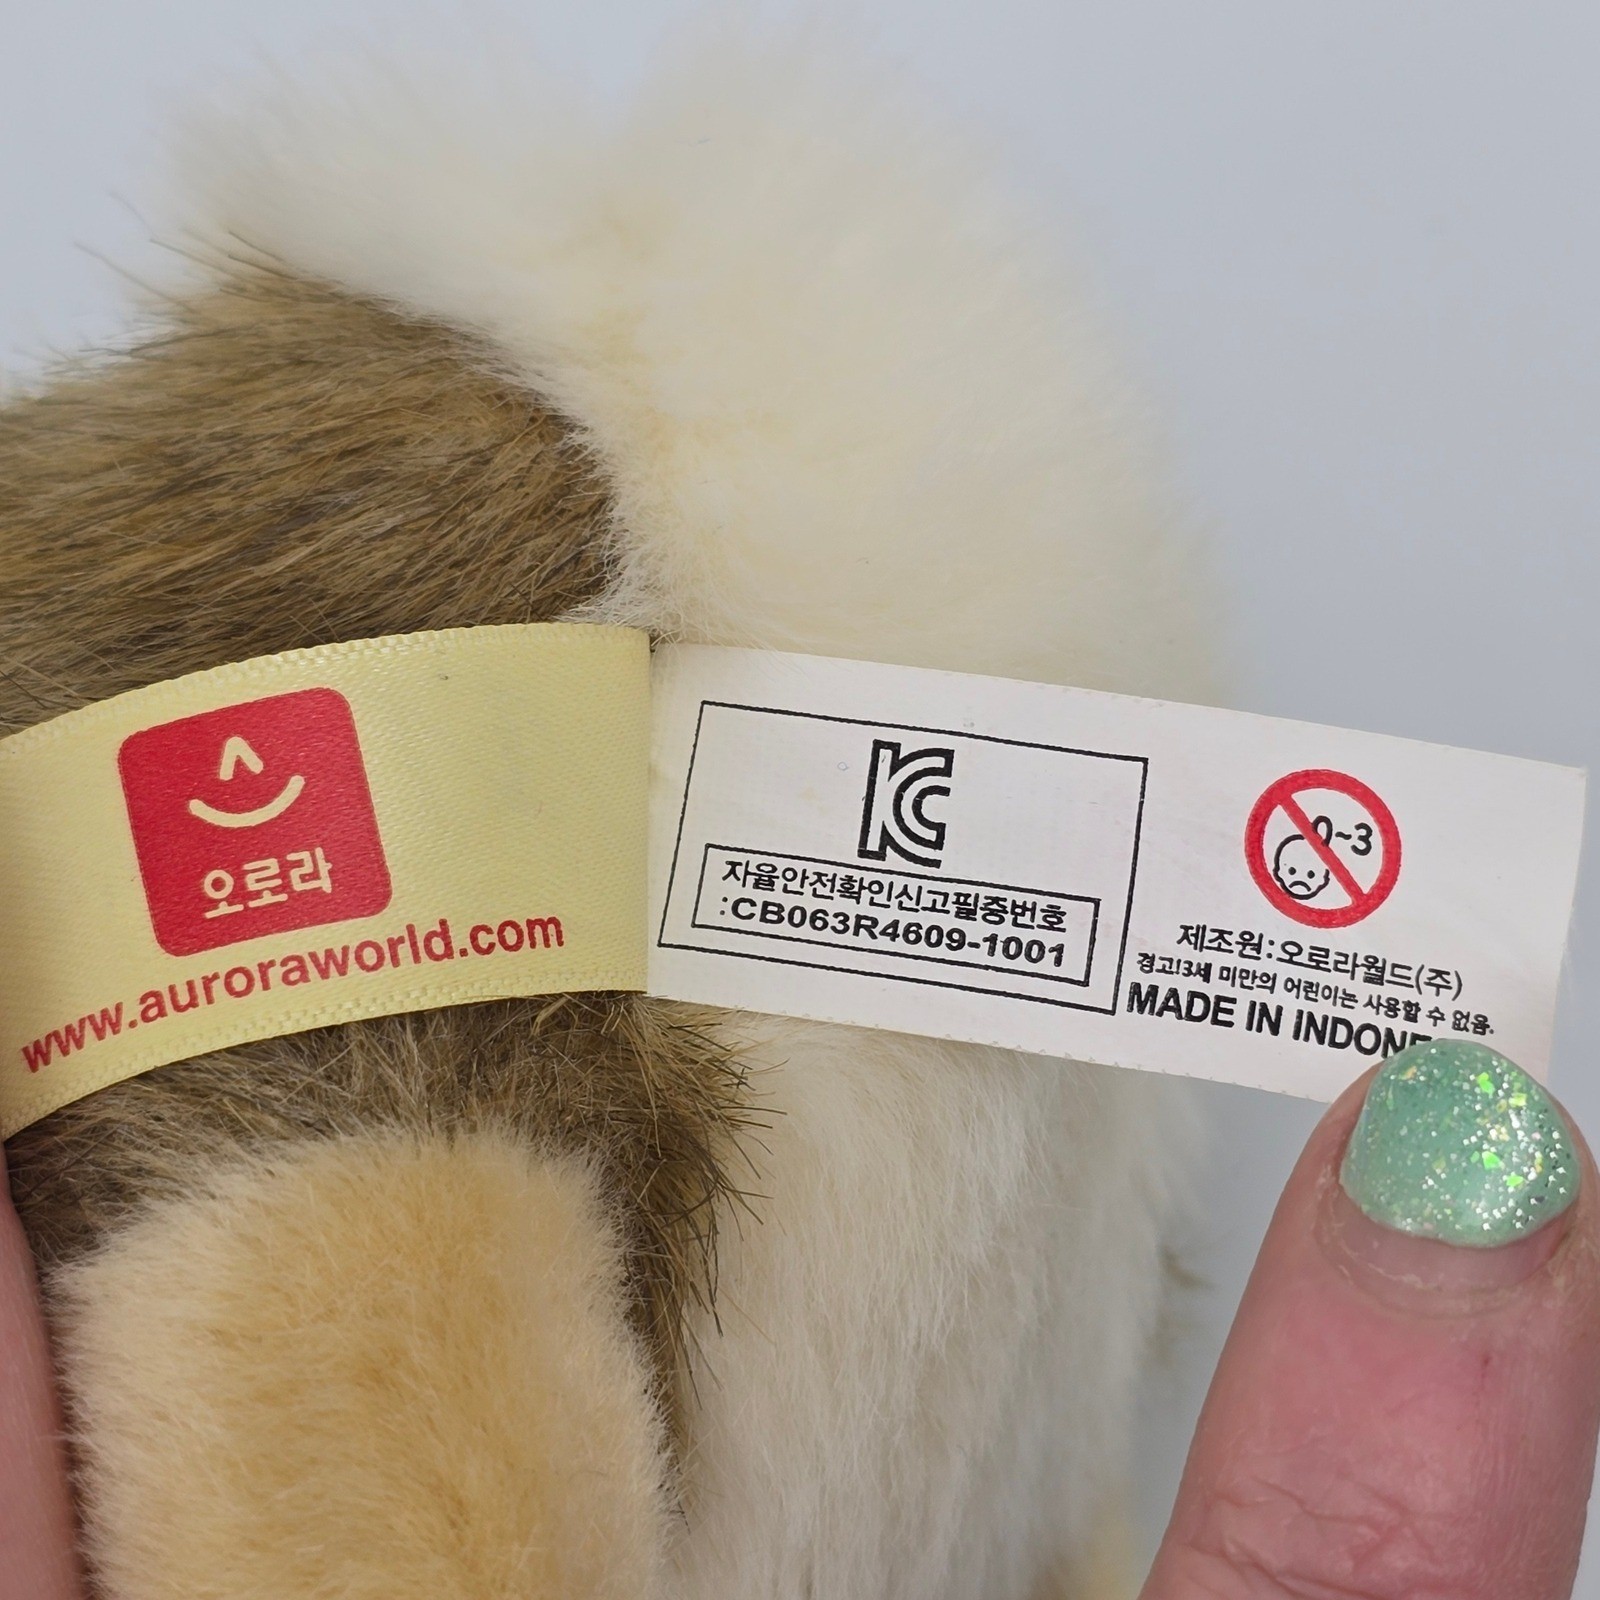 오로라
www.auroraworld.com
KC
자율안전확인신고필증번호
:CB063R4609-1001
0~3
제조원:오로라월드(주)
경고!3세 미만의 어린이는 사용할 수 없음.
MADE IN